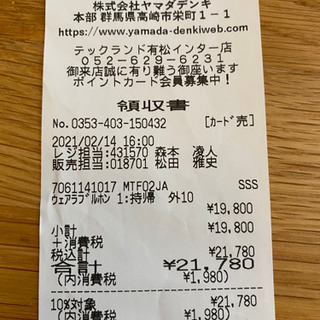 株式会社ヤマダデンキ
本部 群馬県高崎市栄町1-1
https://www.yamada-denkiweb.com
テックランド有松インター店
052-629-6231
御来店誠に有り難う御座います
ポイントカード会員募集中!
領収書
No.0353-403-150432 [カード売]
2021/02/14 16:00
レジ担当:431570 森本 凌人
販売担当:018701 松田 雅史
7061141017 MTF02JA SSS
ウェアラブルホン 1:持ち帰 外10
¥19,800
小計 ¥19,800
+消費税
税込計 ¥21,780
合計 ¥21,780
(内消費税 ¥1,980)
10%対象 ¥21,780
(内消費税 ¥1,980)